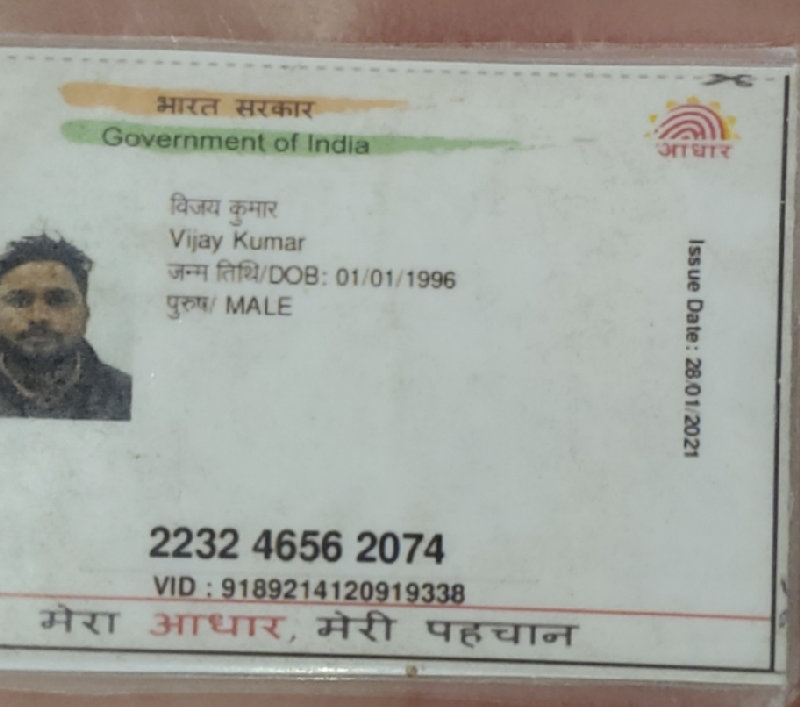 भारत सरकार
Government of India
आधार
विजय कुमार
Vijay Kumar
जन्म तिथि/DOB: 01/01/1996
पुरुष/ MALE
Issue Date: 28.01/2021
2232 4656 2074
VID : 9189214120919338
मेरा आधार, मेरी पहचान